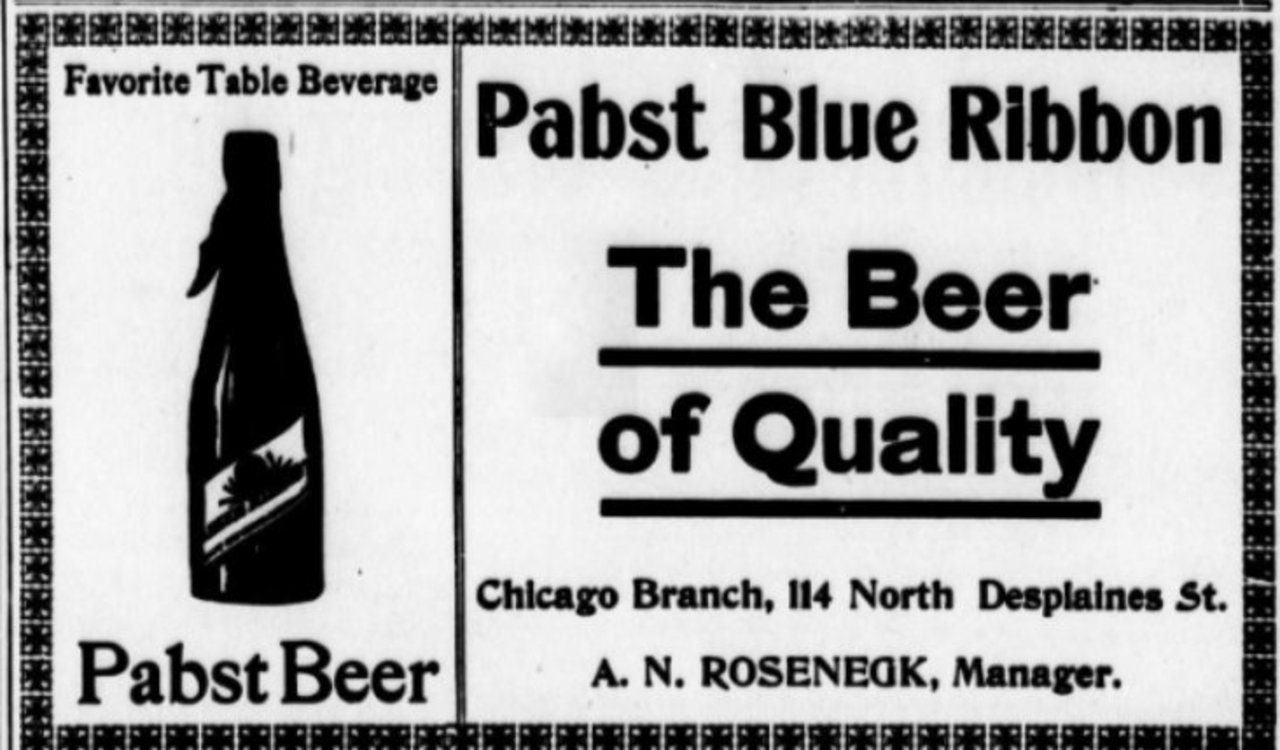 Favorite Table Beverage
Pabst Beer
Pabst Blue Ribbon
The Beer
of Quality
Chicago Branch, 114 North Desplaines St.
A. N. ROSENECK, Manager.